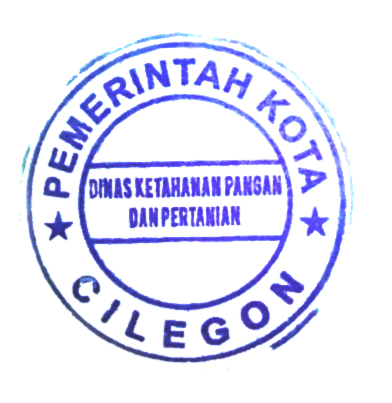 PEMERINTAH KOTA
DINAS KETAHANAN PANGAN
DAN PERTANIAN
CILEGON